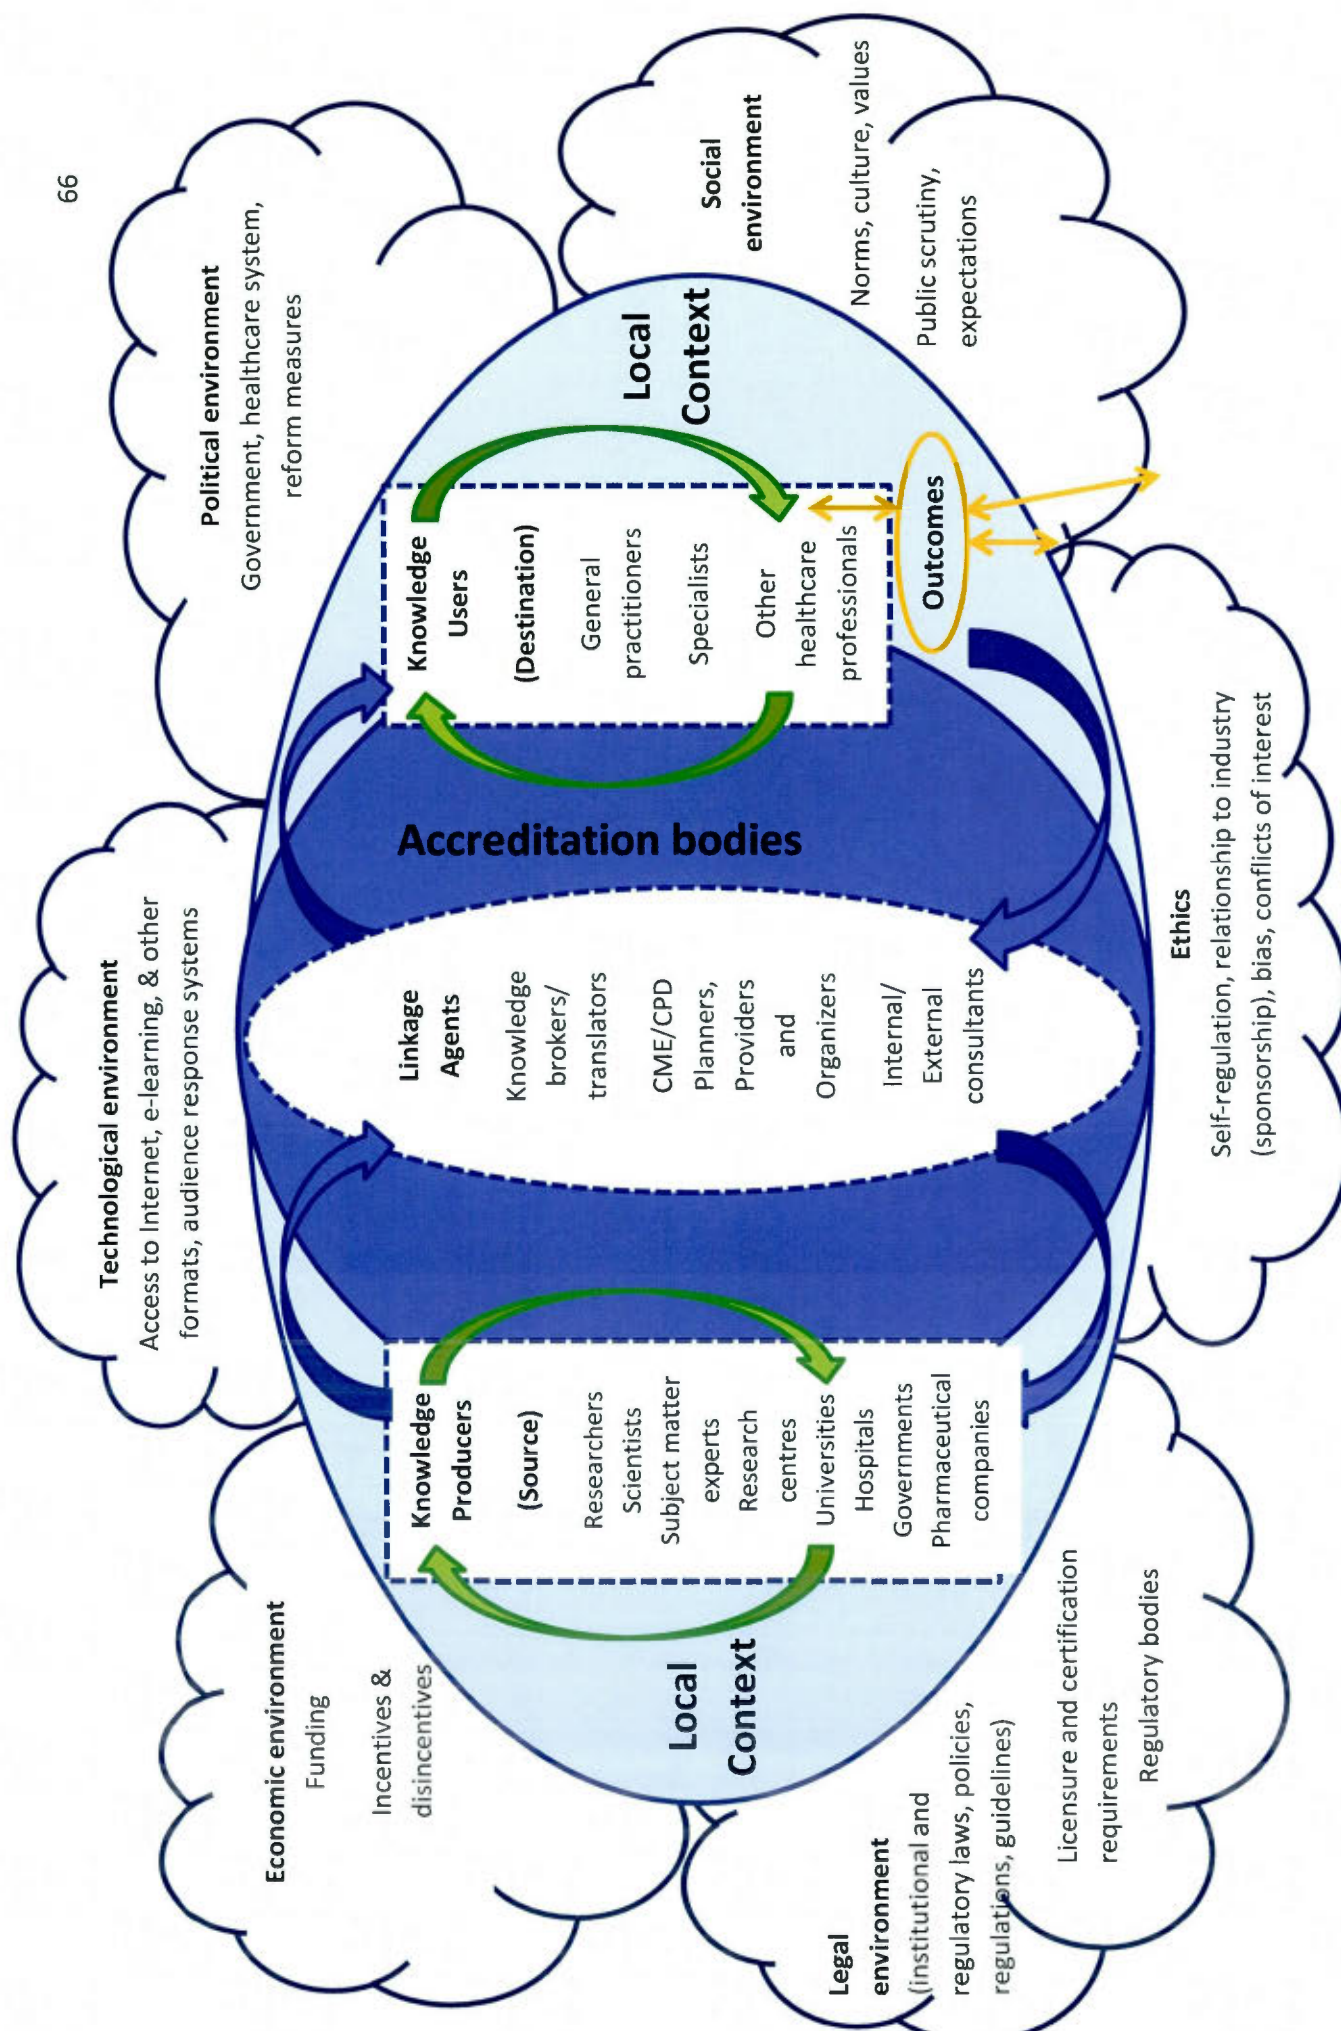 66
Economic environment
Funding
Incentives &
disincentives
Technological environment
Access to Internet, e-learning, & other
formats, audience response systems
Political environment
Government, healthcare system,
reform measures
Local
Context
Knowledge
Producers
(Source)
Researchers
Scientists
Subject matter
experts
Research
centres
Universities
Hospitals
Governments
Pharmaceutical
companies
Linkage
Agents
Knowledge
brokers/
translators
CME/CPD
Planners,
Providers
and
Organizers
Internal/
External
consultants
Accreditation bodies
Knowledge
Users
(Destination)
General
practitioners
Specialists
Other
healthcare
professionals
Outcomes
Local
Context
Legal
environment
(institutional and
regulatory laws, policies,
regulations, guidelines)
Licensure and certification
requirements
Regulatory bodies
Ethics
Self-regulation, relationship to industry
(sponsorship), bias, conflicts of interest
Social
environment
Norms, culture, values
Public scrutiny,
expectations